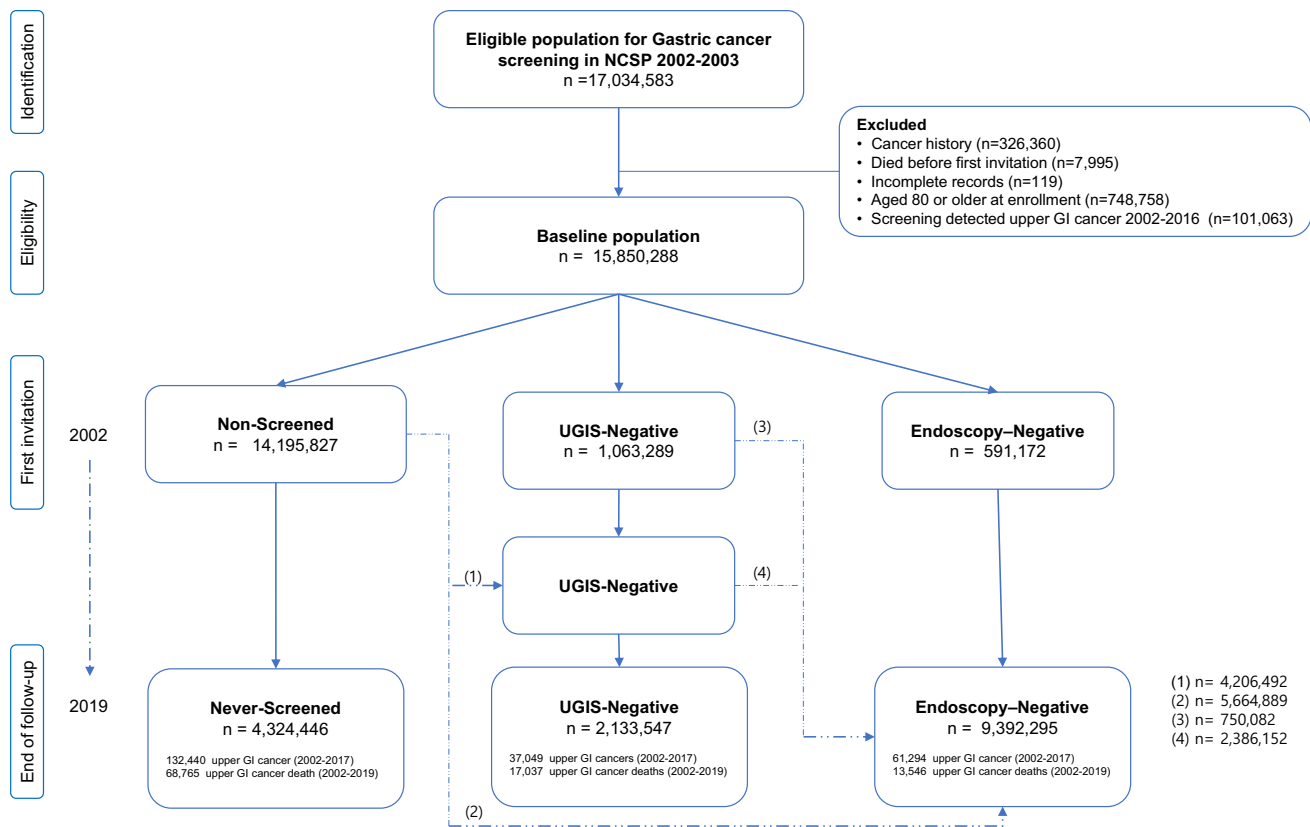 Identification
Eligible population for Gastric cancer
screening in NCSP 2002-2003
n =17,034,583
Excluded
• Cancer history (n=326,360)
• Died before first invitation (n=7,995)
• Incomplete records (n=119)
• Aged 80 or older at enrollment (n=748,758)
• Screening detected upper GI cancer 2002-2016 (n=101,063)
Eligibility
Baseline population
n = 15,850,288
First invitation
2002
Non-Screened
n = 14,195,827
UGIS-Negative
n = 1,063,289
(3)
Endoscopy–Negative
n = 591,172
(1)
UGIS-Negative
(4)
End of follow-up
2019
Never-Screened
n = 4,324,446
132,440 upper GI cancer (2002-2017)
68,765 upper GI cancer death (2002-2019)
UGIS-Negative
n = 2,133,547
37,049 upper GI cancers (2002-2017)
17,037 upper GI cancer deaths (2002-2019)
Endoscopy–Negative
n = 9,392,295
61,294 upper GI cancer (2002-2017)
13,546 upper GI cancer deaths (2002-2019)
(1) n= 4,206,492
(2) n= 5,664,889
(3) n= 750,082
(4) n= 2,386,152
(2)